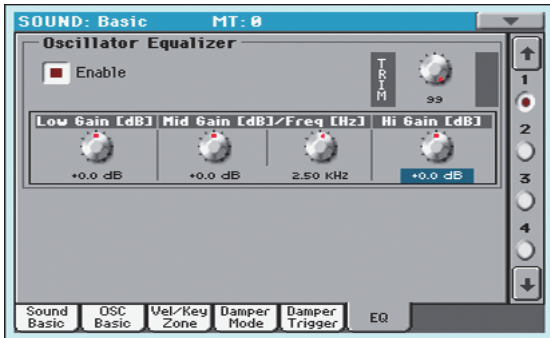 SOUND: Basic MT: 0
Oscillator Equalizer
Enable
TRIM
99
Low Gain [dB] Mid Gain [dB]/Freq [Hz] Hi Gain [dB]
+0.0 dB +0.0 dB 2.50 KHz +0.0 dB
1
2
3
4
Sound Basic
OSC Basic
Vel/Key Zone
Damper Mode
Damper Trigger
EQ